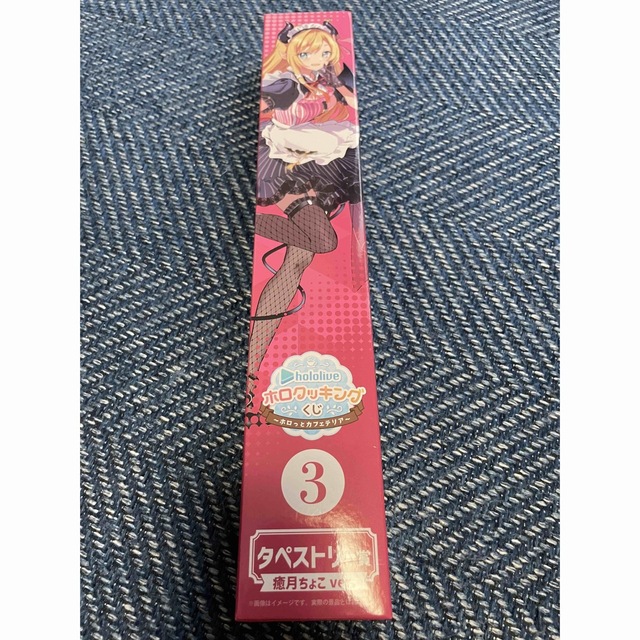 hololive
ホロクッキング
くじ
～ホロっとカフェテリア～
3
タペストリー賞
癒月ちょこ ver.
※画像はイメージです。実際の景品とは